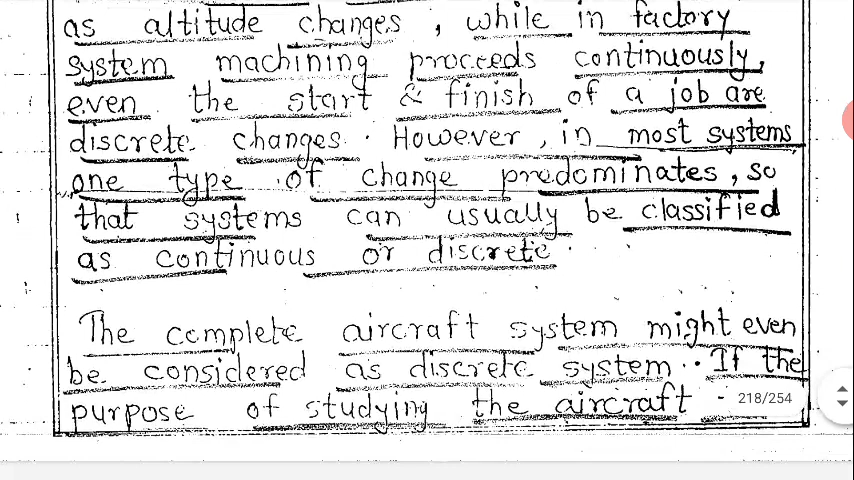 as altitude changes, while in factory
system machining proceeds continuously,
even the start & finish of a job are
discrete changes. However, in most systems
one type of change predominates, so
that systems can usually be classified
as continuous or discrete.
The complete aircraft system might even
be considered as discrete system. If the
purpose of studying the aircraft
218/254